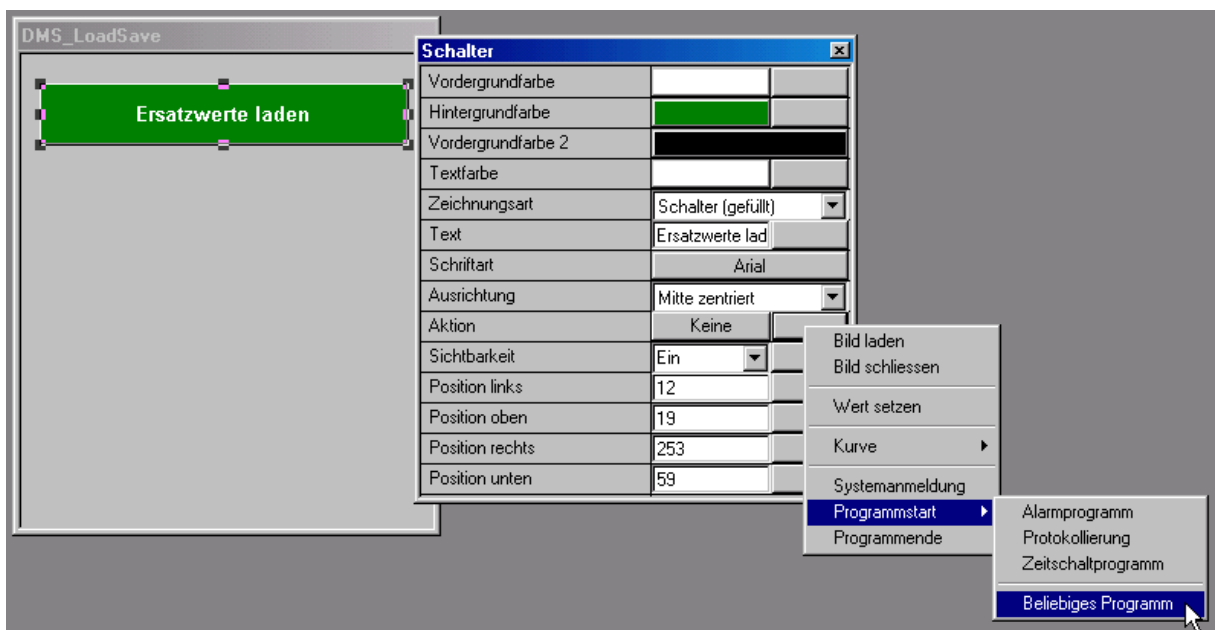 DMS_LoadSave
Ersatzwerte laden
Schalter
Vordergrundfarbe
Hintergrundfarbe
Vordergrundfarbe 2
Textfarbe
Zeichnungsart Schalter (gefüllt)
Text Ersatzwerte lad
Schriftart Arial
Ausrichtung Mitte zentriert
Aktion Keine
Sichtbarkeit Ein
Position links 12
Position oben 19
Position rechts 253
Position unten 59
Bild laden
Bild schliessen
Wert setzen
Kurve
Systemanmeldung
Programmstart
Programmende
Alarmprogramm
Protokollierung
Zeitschaltprogramm
Beliebiges Programm